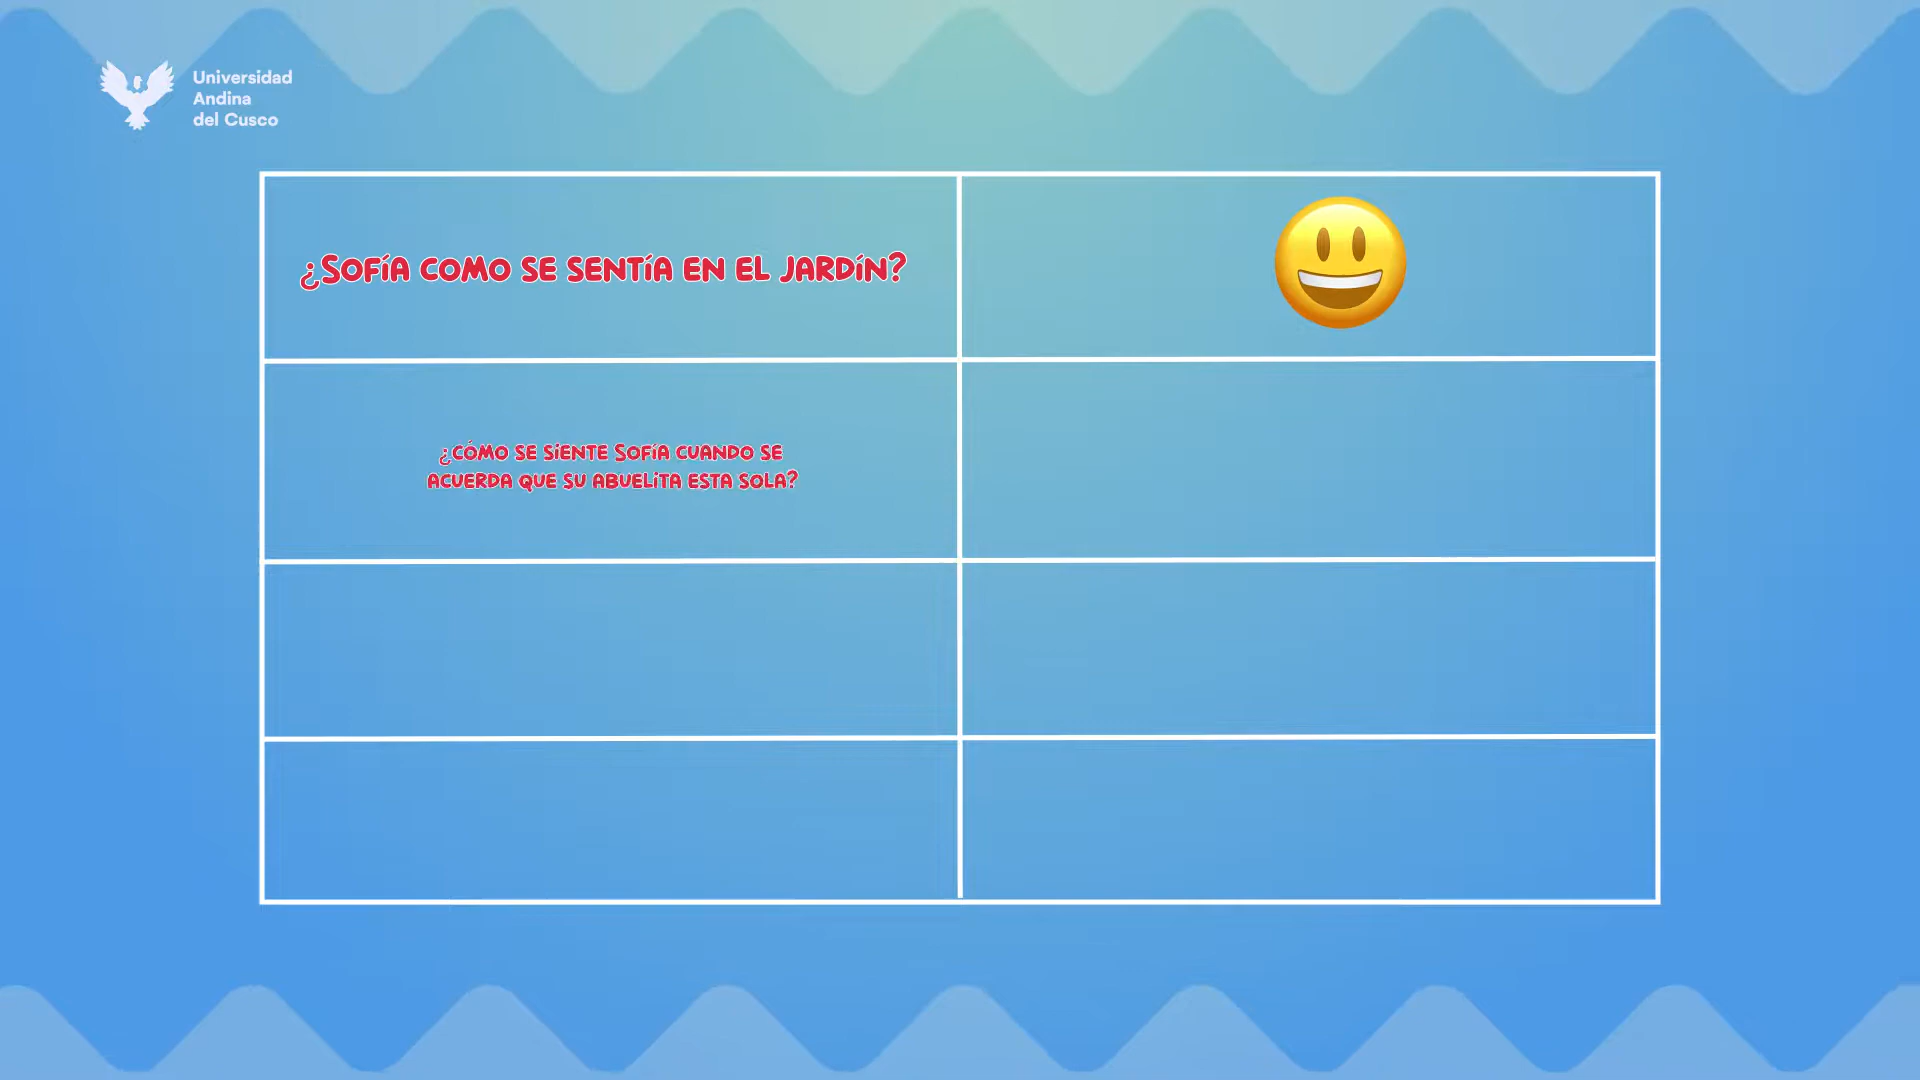 Universidad
Andina
del Cusco
¿Sofía como se sentía en el jardín?
¿Cómo se siente Sofía cuando se
acuerda que su abuelita esta sola?